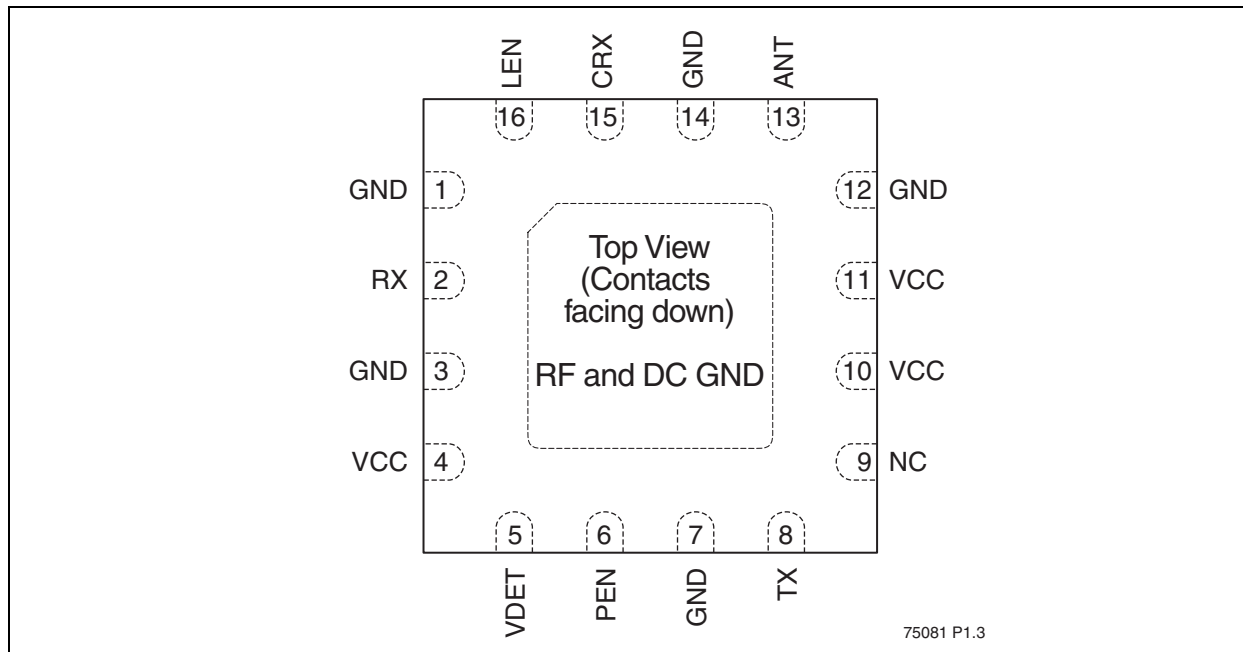 LEN
CRX
GND
ANT
16
15
14
13
GND 1
12 GND
RX 2
11 VCC
GND 3
10 VCC
VCC 4
9 NC
Top View
(Contacts
facing down)
RF and DC GND
5
6
7
8
VDET
PEN
GND
TX
75081 P1.3